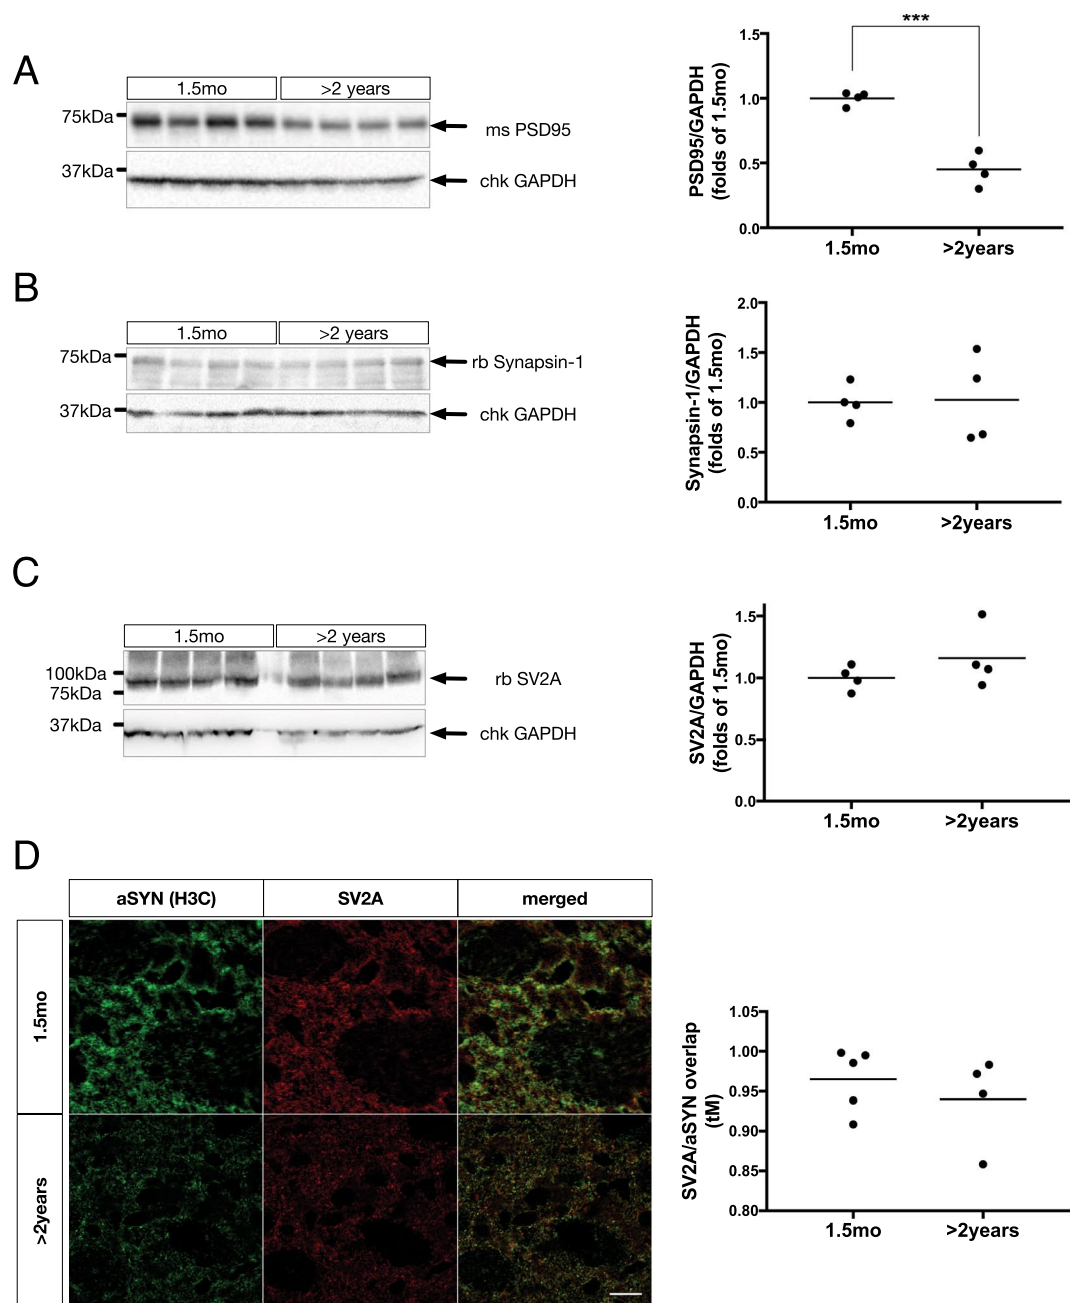 A
1.5mo
>2 years
75kDa
ms PSD95
37kDa
chk GAPDH
***
PSD95/GAPDH
(folds of 1.5mo)
1.5
1.0
0.5
0.0
1.5mo
>2years
B
1.5mo
>2 years
75kDa
rb Synapsin-1
37kDa
chk GAPDH
Synapsin-1/GAPDH
(folds of 1.5mo)
2.0
1.5
1.0
0.5
0.0
1.5mo
>2years
C
1.5mo
>2 years
100kDa
75kDa
rb SV2A
37kDa
chk GAPDH
SV2A/GAPDH
(folds of 1.5mo)
1.5
1.0
0.5
0.0
1.5mo
>2years
D
aSYN (H3C)
SV2A
merged
1.5mo
>2years
SV2A/aSYN overlap
(tM)
1.05
1.00
0.95
0.90
0.85
0.80
1.5mo
>2years